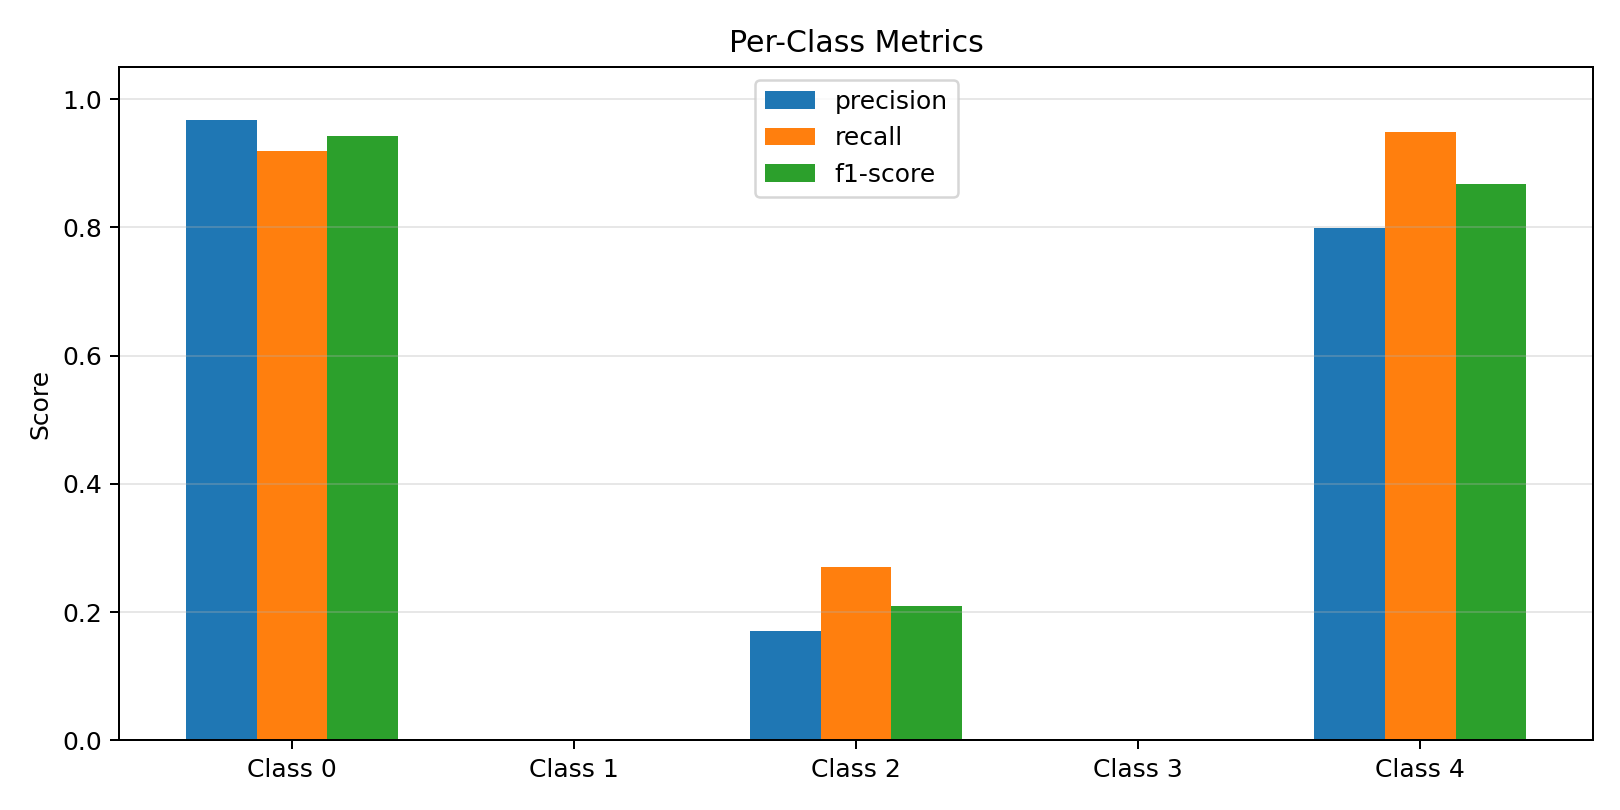 Per-Class Metrics
precision
recall
f1-score
Score
1.0
0.8
0.6
0.4
0.2
0.0
Class 0
Class 1
Class 2
Class 3
Class 4